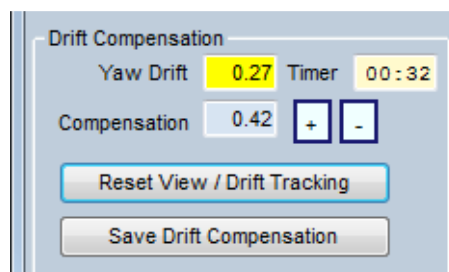 Drift Compensation
Yaw Drift 0.27 Timer 00:32
Compensation 0.42 + -
Reset View / Drift Tracking
Save Drift Compensation